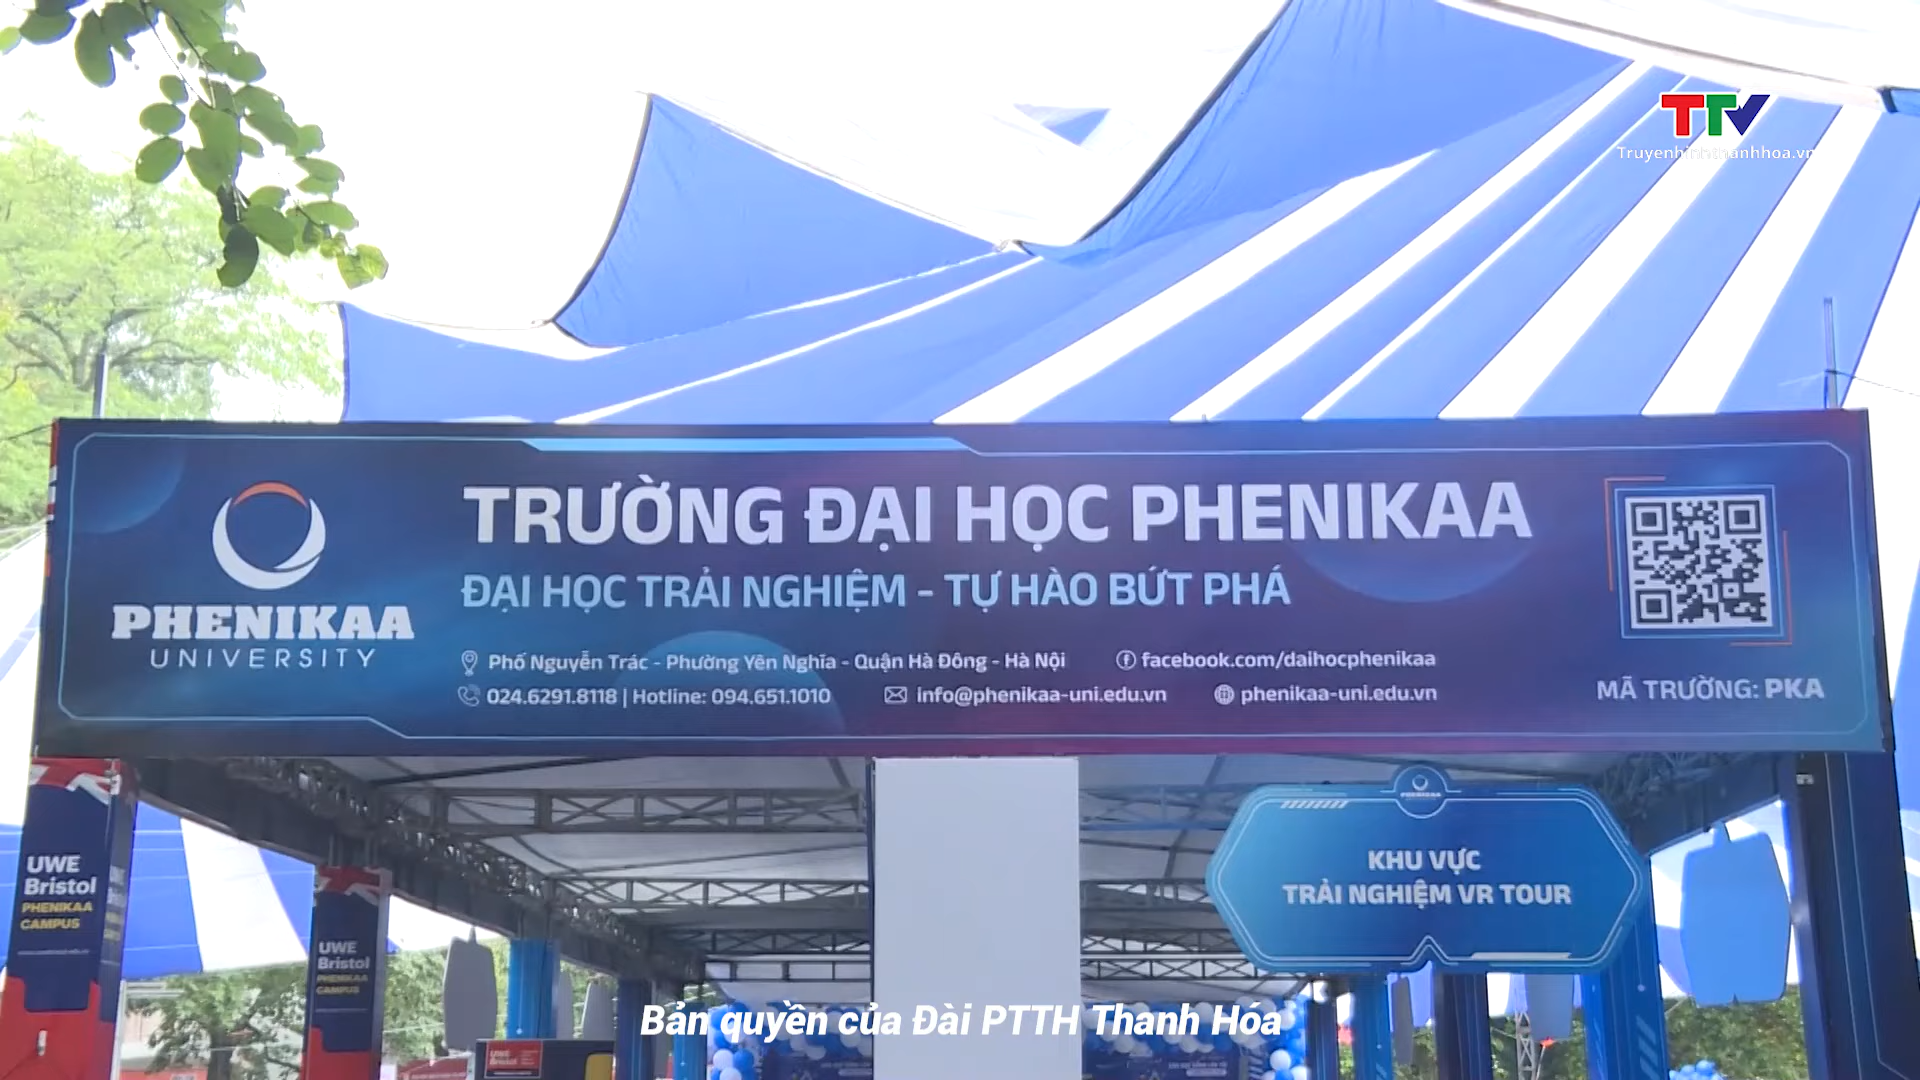 TTV
Truyenhinhthanhhoa.vn
TRƯỜNG ĐẠI HỌC PHENIKAA
ĐẠI HỌC TRẢI NGHIỆM - TỰ HÀO BỨT PHÁ
PHENIKAA
UNIVERSITY
Phố Nguyễn Trác - Phường Yên Nghĩa - Quận Hà Đông - Hà Nội
facebook.com/daihocphenikaa
024.6291.8118 | Hotline: 094.651.1010
info@phenikaa-uni.edu.vn
phenikaa-uni.edu.vn
MÃ TRƯỜNG: PKA
PHENIKAA
KHU VỰC
TRẢI NGHIỆM VR TOUR
UWE
Bristol
PHENIKAA
CAMPUS
UWE
Bristol
PHENIKAA
CAMPUS
UWE
Bristol
Bản quyền của Đài PTTH Thanh Hóa